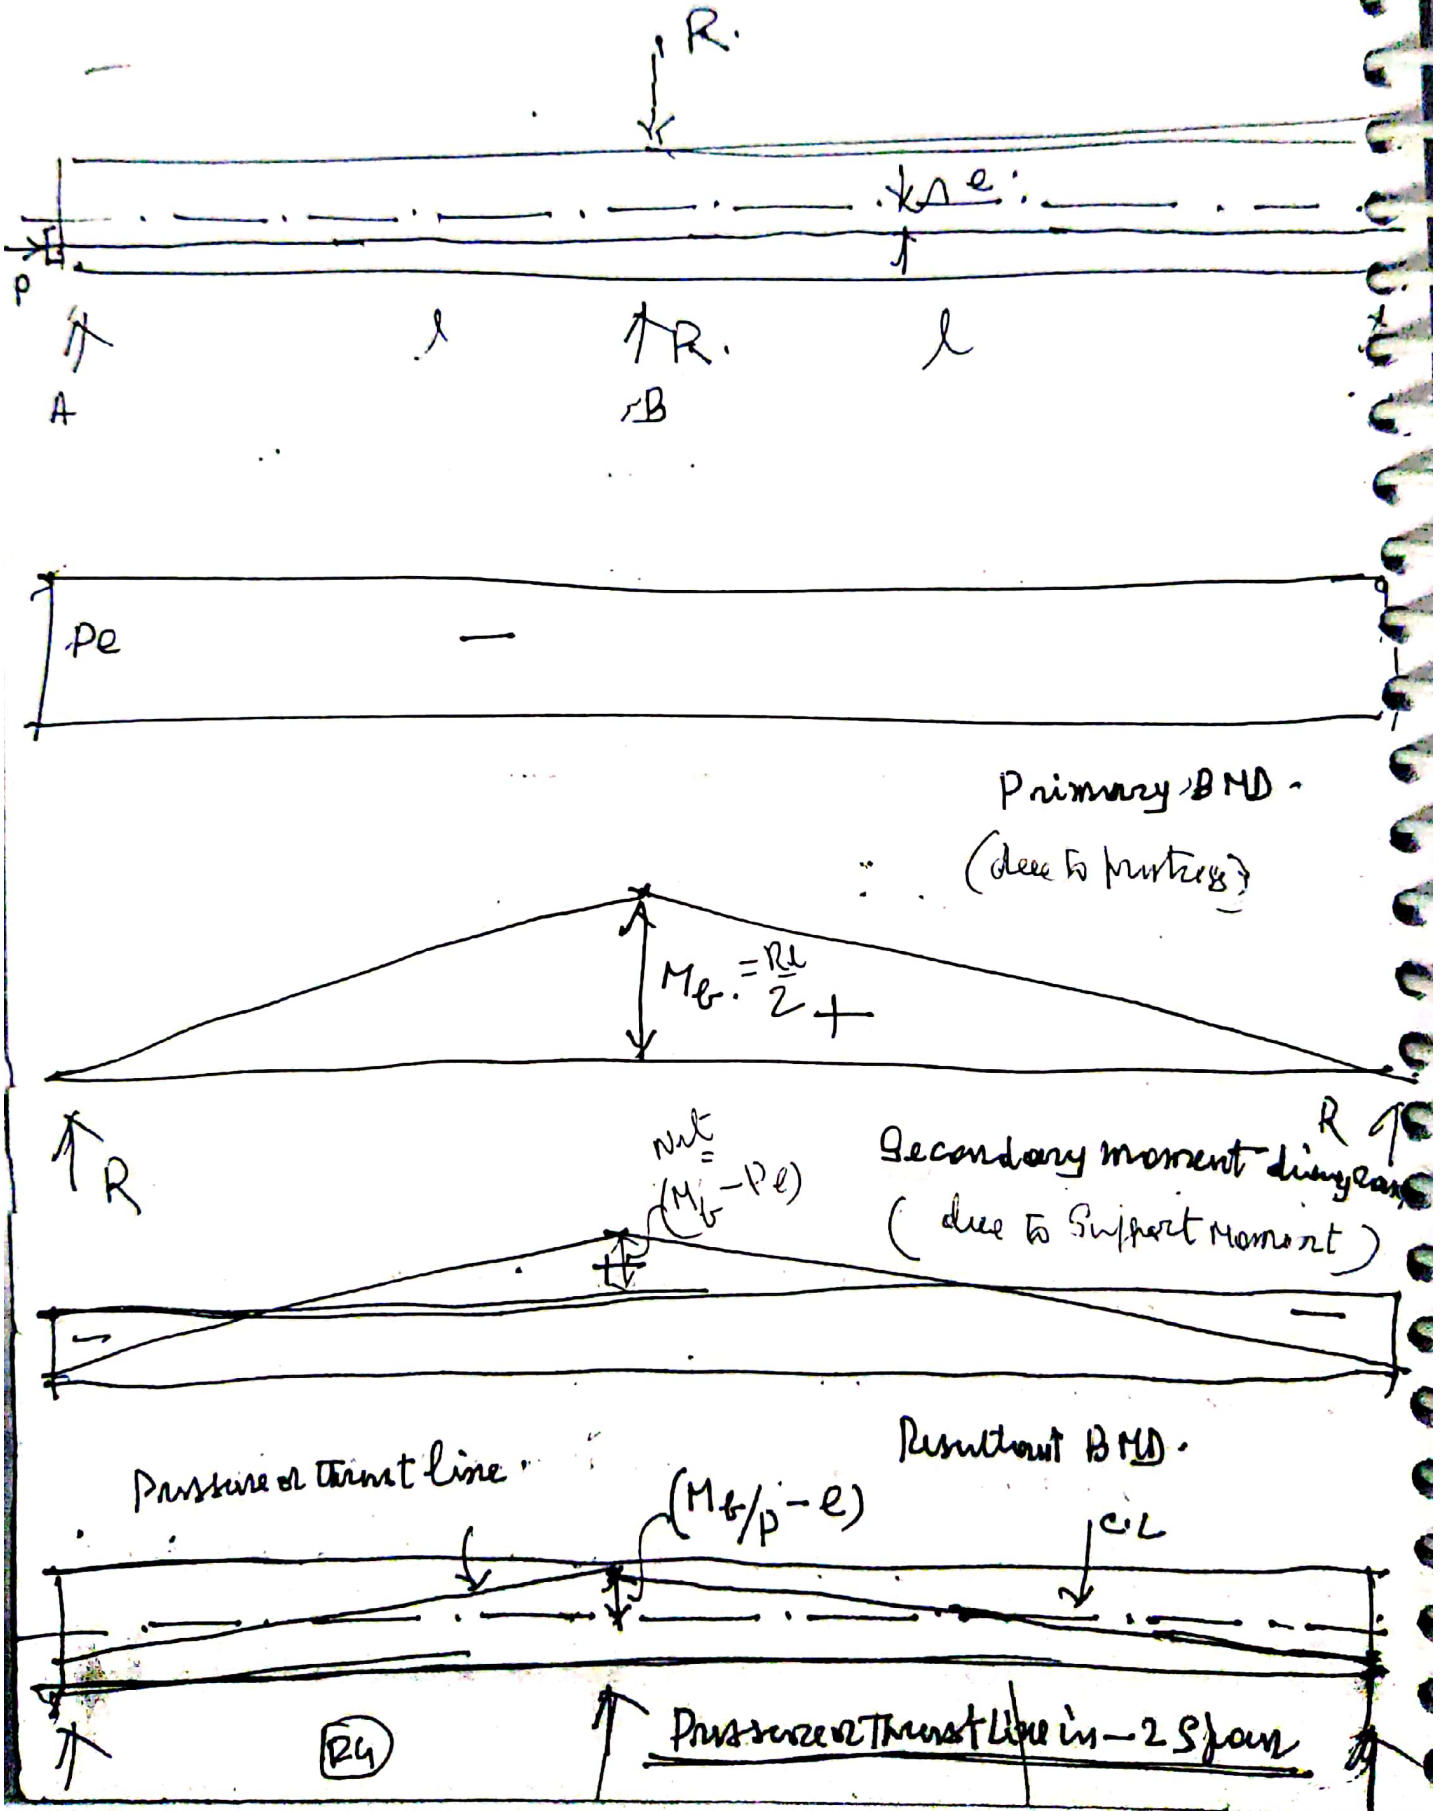 R.
e
P
l
R.
l
A
B
Pe
—
Primary BMD.
(due to prestress)
Mb. = Rl/2 +
R
R
Net
(Mb - Pe)
Secondary moment diagram
(due to Support Moment)
+
—
—
Resultant BMD.
Pressure or Thrust line.
(Mb/p - e)
C.L
R4
Pressure or Thrust Line in - 2 Span